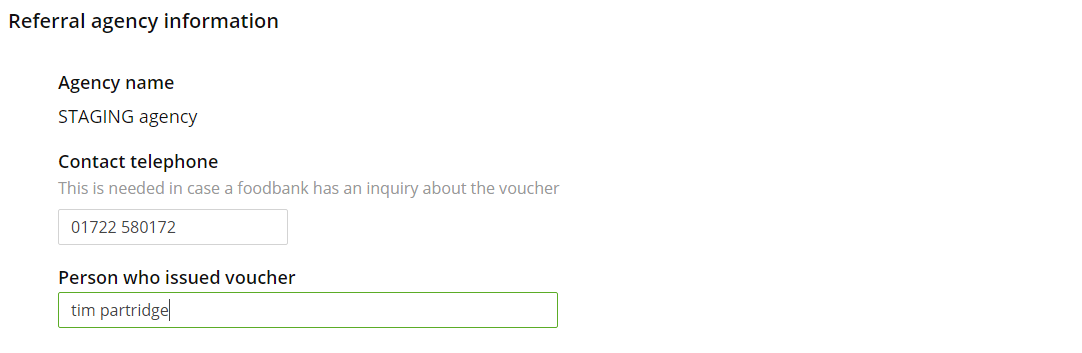 Referral agency information
Agency name
STAGING agency
Contact telephone
This is needed in case a foodbank has an inquiry about the voucher
01722 580172
Person who issued voucher
tim partridge